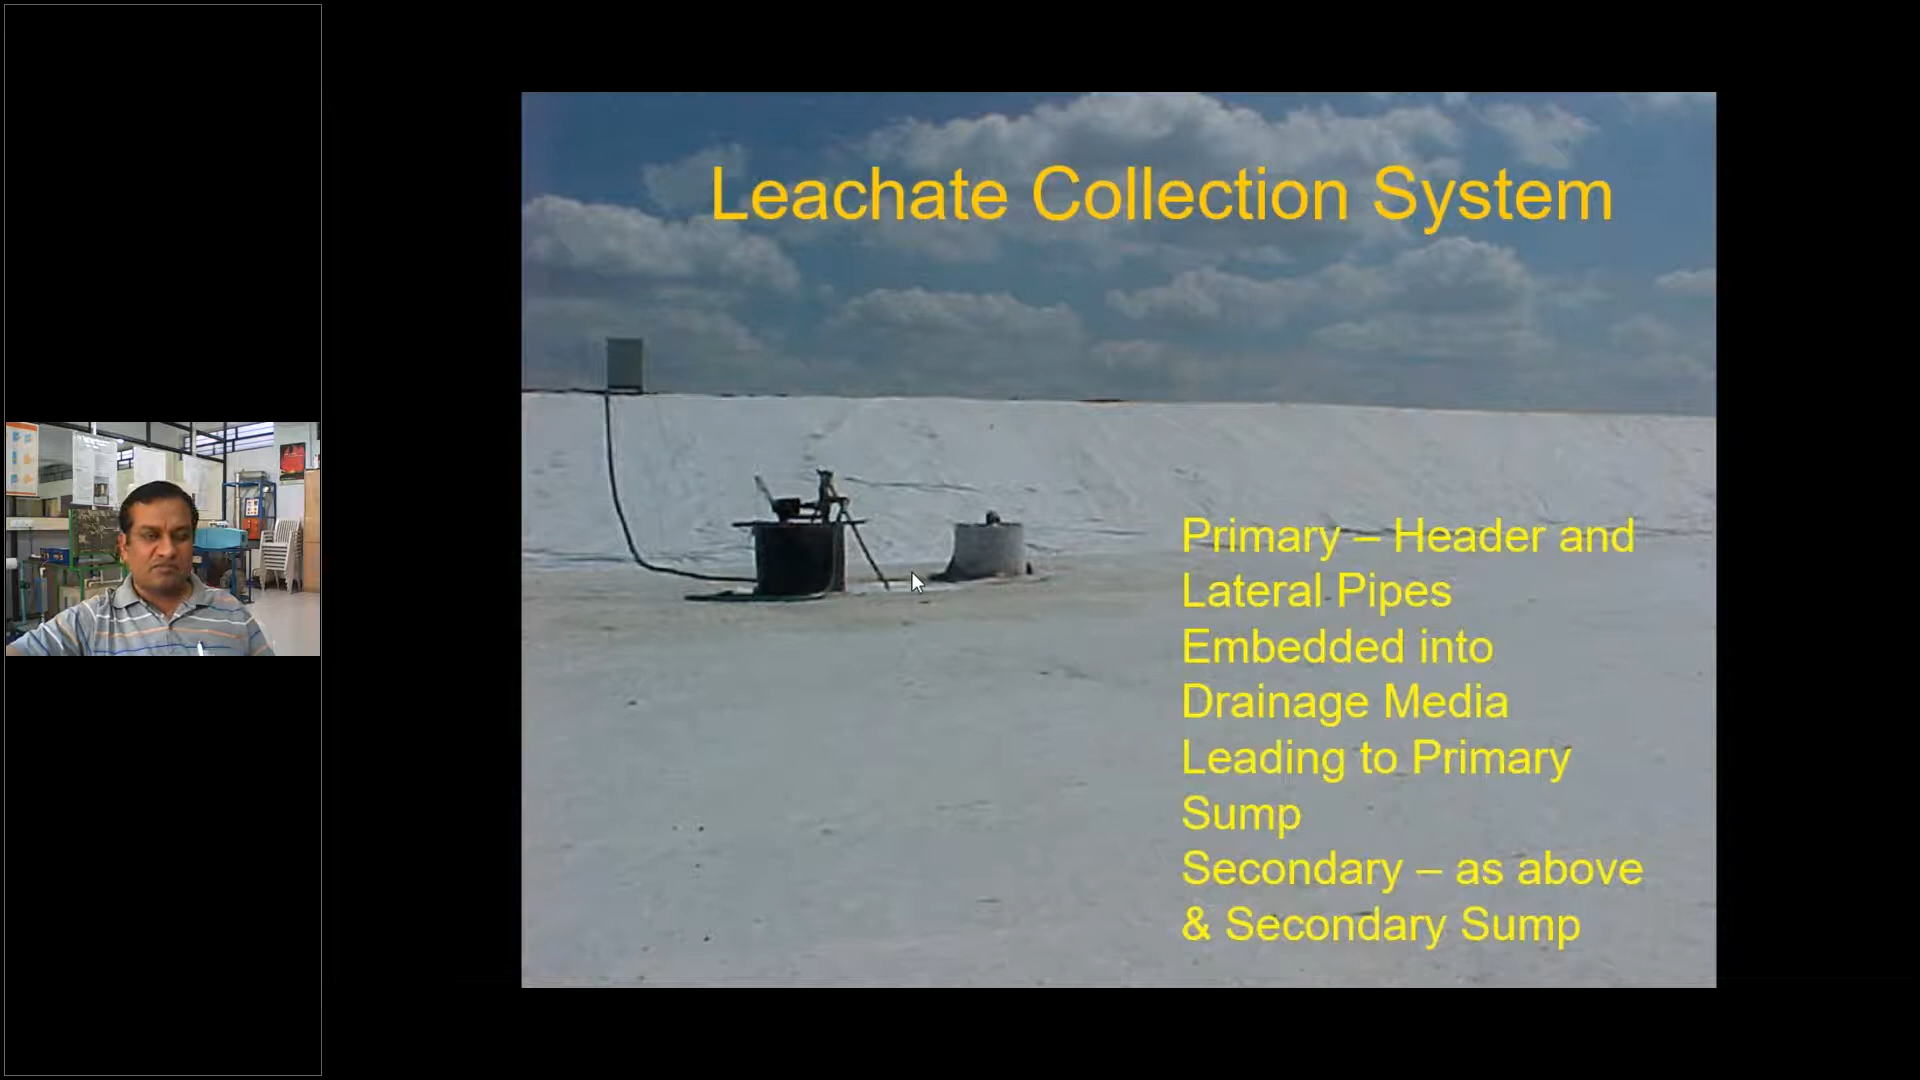 Leachate Collection System
Primary – Header and
Lateral Pipes
Embedded into
Drainage Media
Leading to Primary
Sump
Secondary – as above
& Secondary Sump